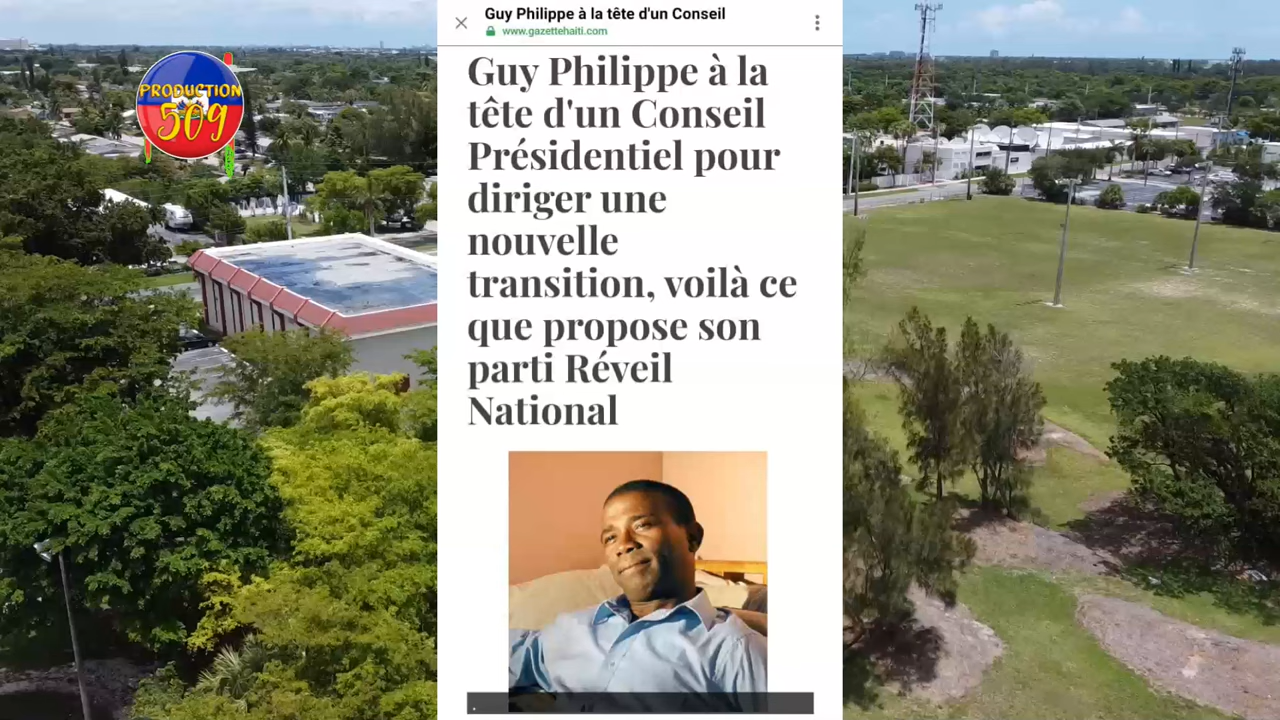 PRODUCTION
509
Guy Philippe à la tête d'un Conseil
www.gazettehaiti.com
Guy Philippe à la
tête d'un Conseil
Présidentiel pour
diriger une
nouvelle
transition, voilà ce
que propose son
parti Réveil
National